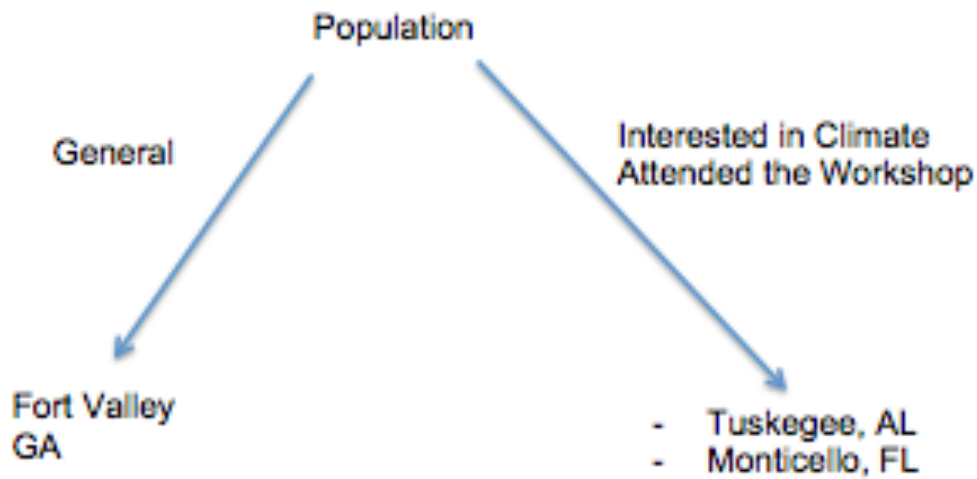 Population
General
Interested in Climate
Attended the Workshop
Fort Valley
GA
- Tuskegee, AL
- Monticello, FL